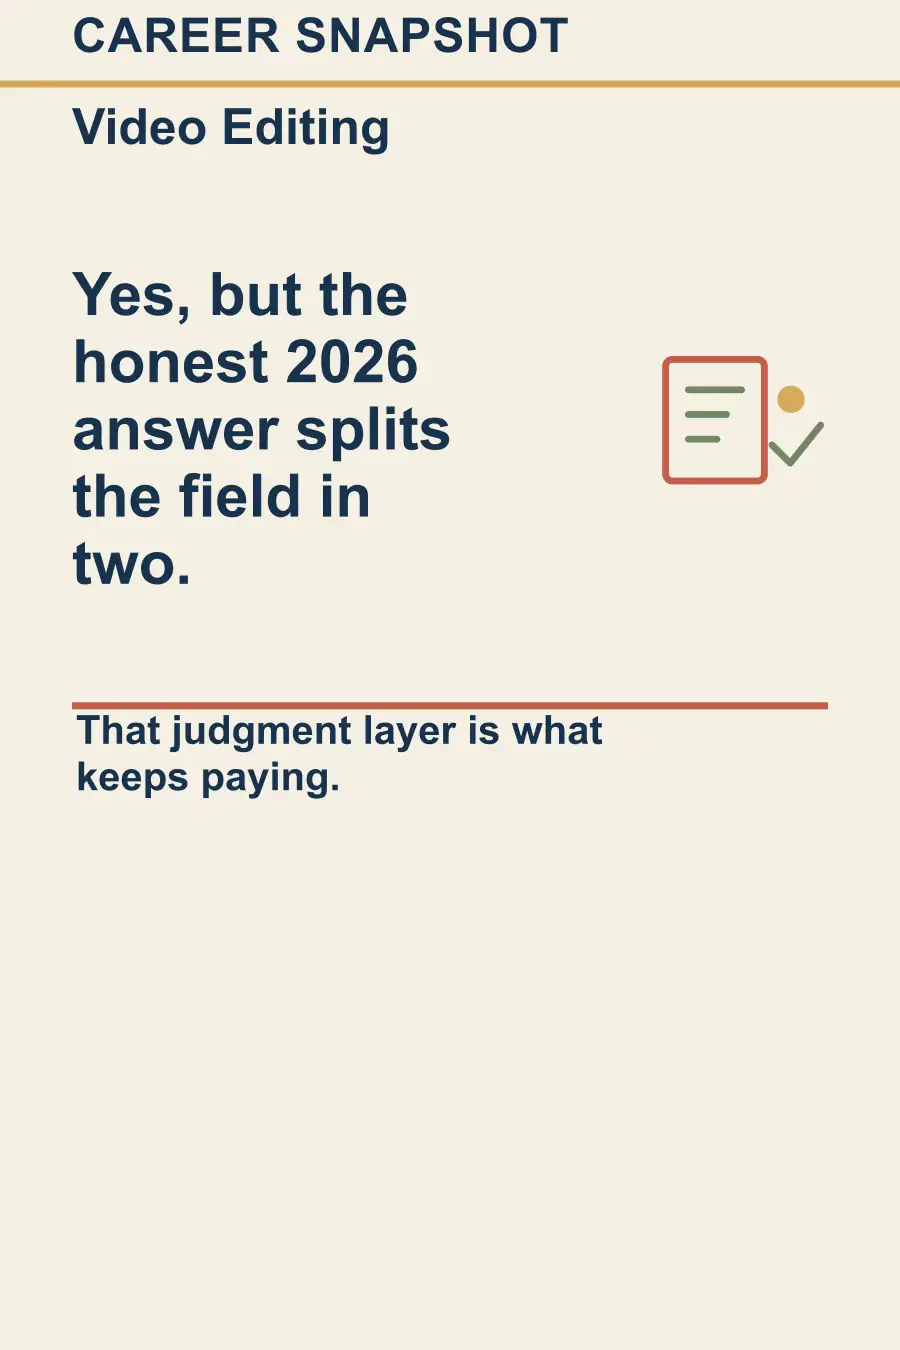 CAREER SNAPSHOT
Video Editing
Yes, but the
honest 2026
answer splits
the field in
two.
That judgment layer is what
keeps paying.